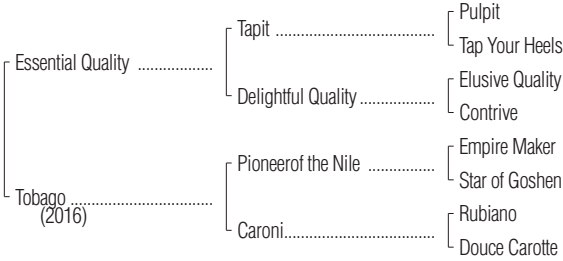 Pulpit
Tapit ....................................
Tap Your Heels
Essential Quality .................
Elusive Quality
Delightful Quality .................
Contrive
Empire Maker
Pioneerof the Nile ...............
Star of Goshen
Tobago ................................
(2016)
Rubiano
Caroni..................................
Douce Carotte